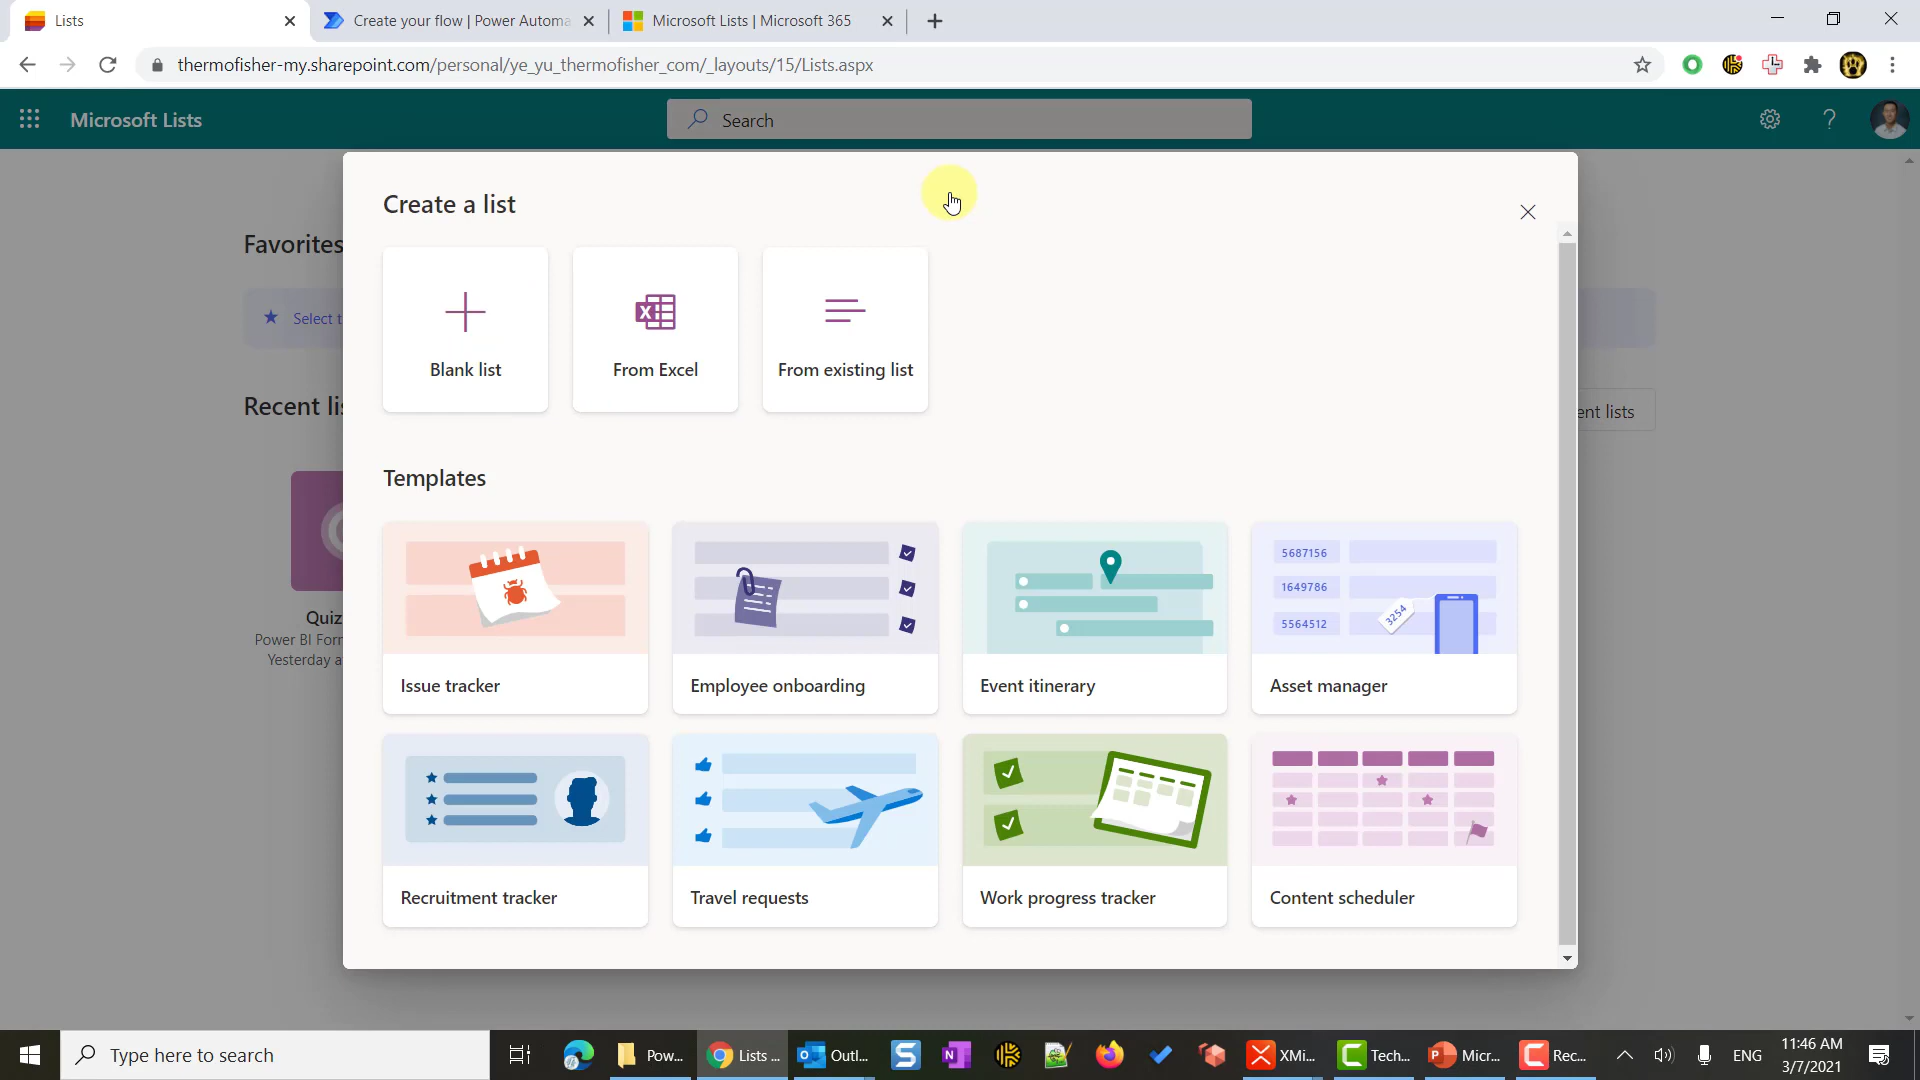 Lists
Create your flow | Power Automa
Microsoft Lists | Microsoft 365
thermofisher-my.sharepoint.com/personal/ye_yu_thermofisher_com/_layouts/15/Lists.aspx
Microsoft Lists
Search
?
Create a list
Favorites
Blank list
From Excel
From existing list
Select t
Recent lis
ent lists
Templates
5687156
1649786
5564512
3254
Quiz
Power BI Form
Yesterday a
Issue tracker
Employee onboarding
Event itinerary
Asset manager
Recruitment tracker
Travel requests
Work progress tracker
Content scheduler
Type here to search
Pow...
Lists ...
Outl...
XMi...
Tech...
Micr...
Rec...
ENG
11:46 AM
3/7/2021